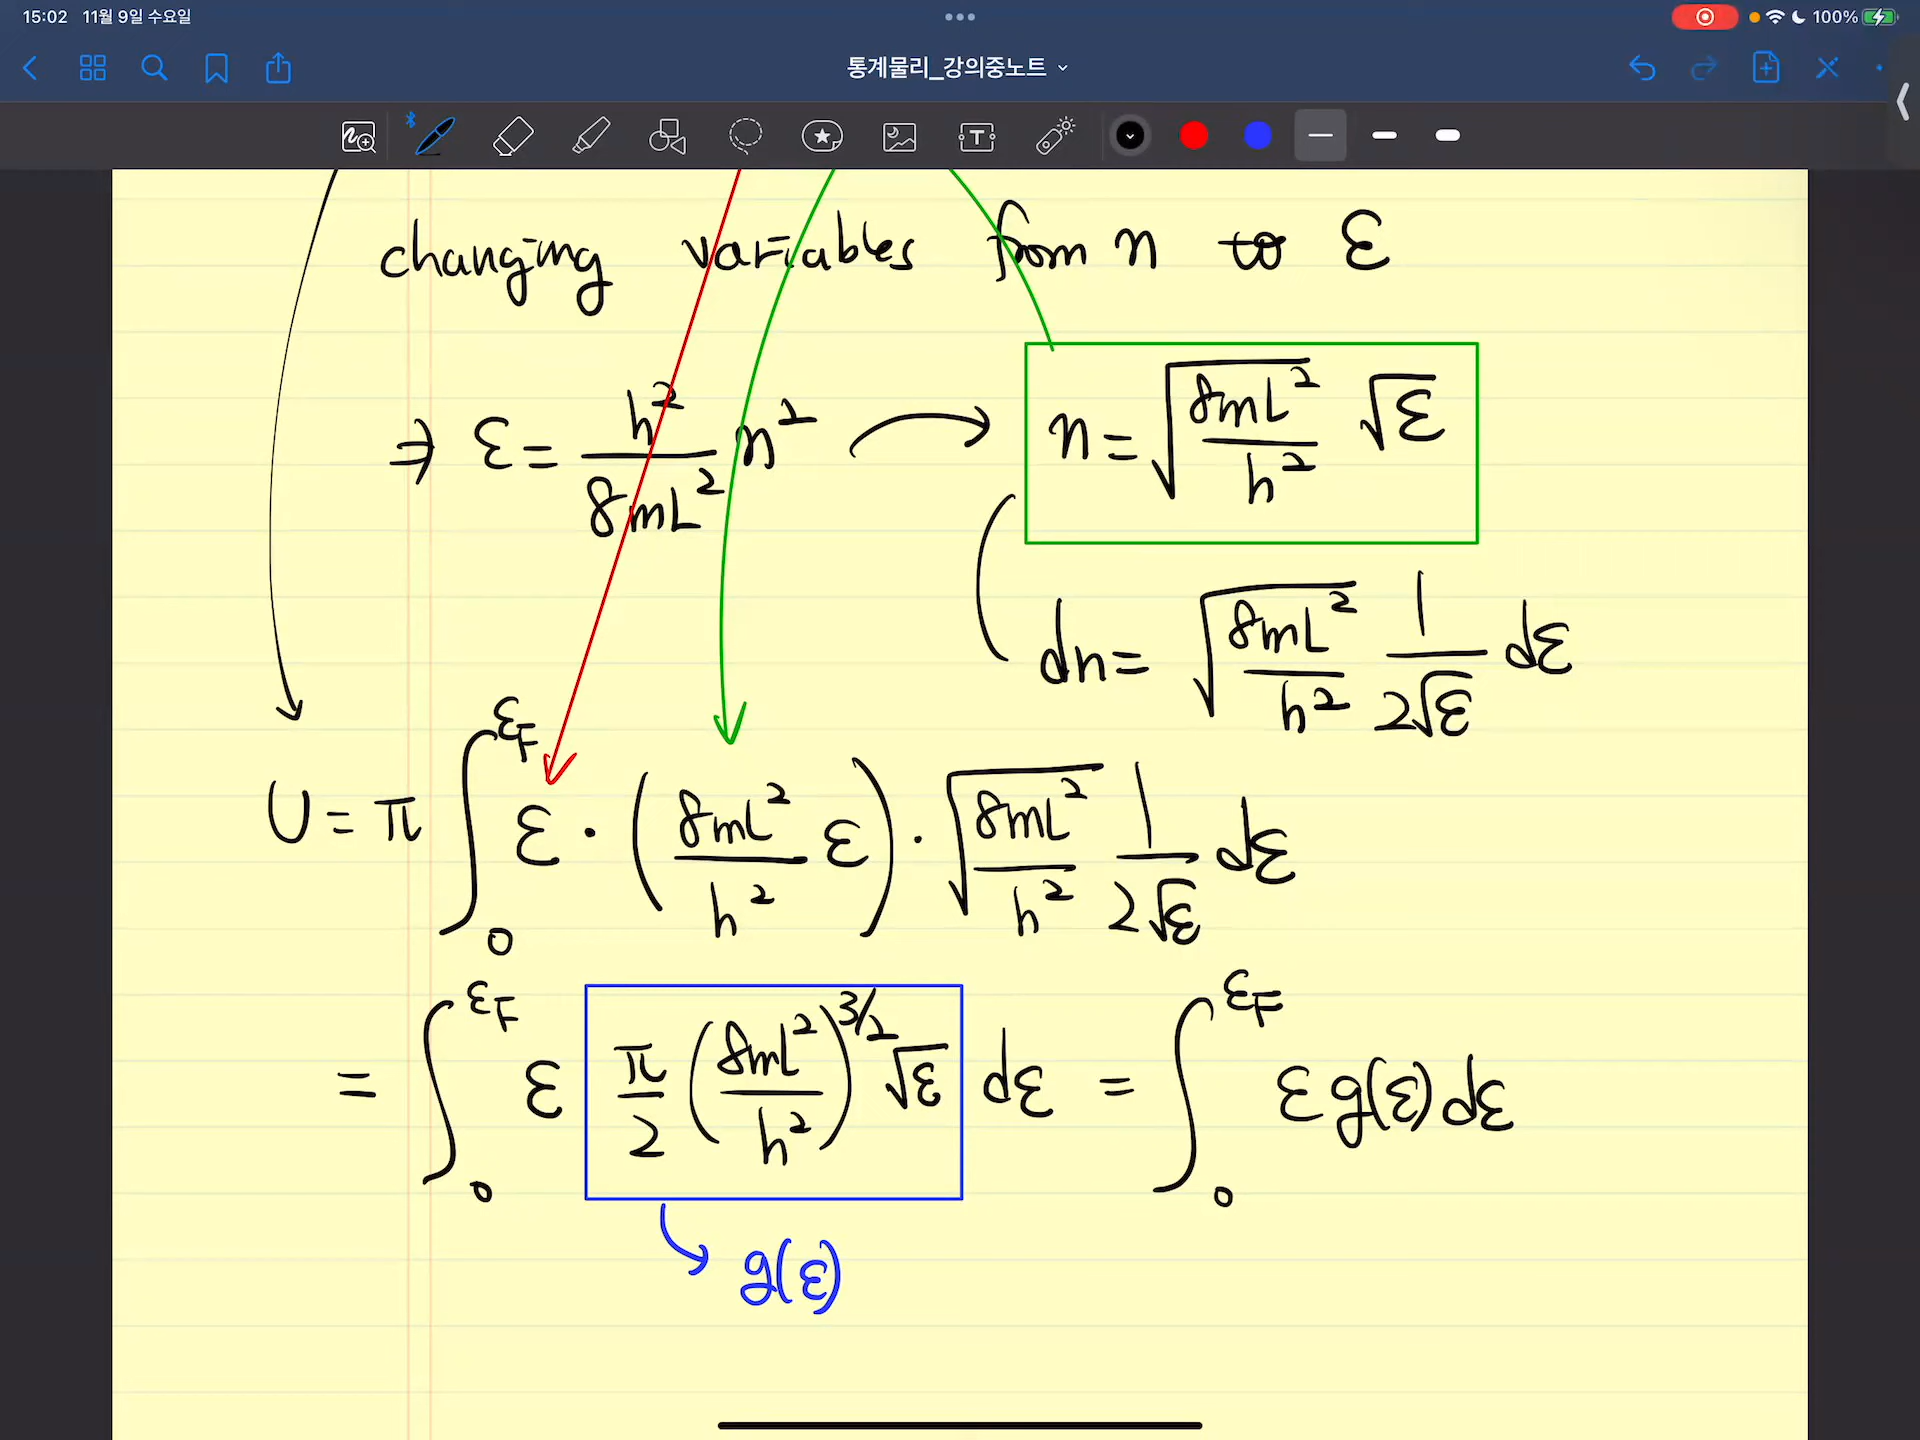 15:02 11월 9일 수요일
100%
통계물리_강의중노트
changing variables from n to ε
⇒ ε = h²/8mL² n² → n = √(8mL²/h²) √ε
dn = √(8mL²/h²) 1/2√ε dε
U = π ∫₀^εF ε · (8mL²/h² ε) · √(8mL²/h²) 1/2√ε dε
= ∫₀^εF ε π/2 (8mL²/h²)^3/2 √ε dε = ∫₀^εF ε g(ε) dε
↳ g(ε)